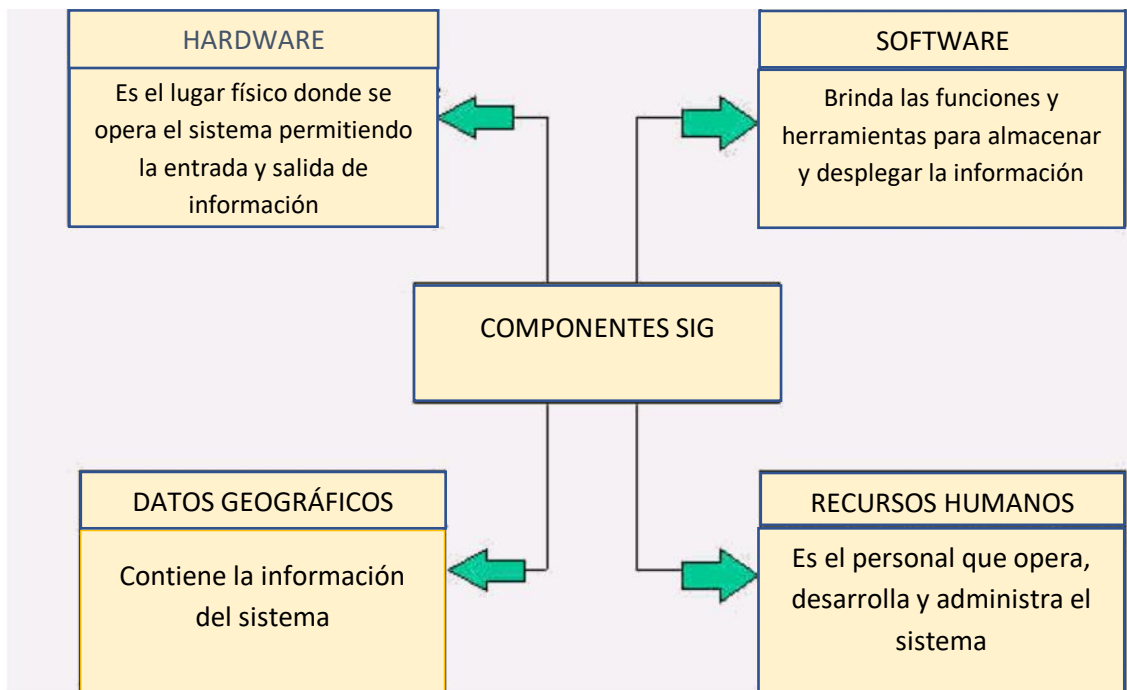 HARDWARE
Es el lugar físico donde se
opera el sistema permitiendo
la entrada y salida de
información
SOFTWARE
Brinda las funciones y
herramientas para almacenar
y desplegar la información
COMPONENTES SIG
DATOS GEOGRÁFICOS
Contiene la información
del sistema
RECURSOS HUMANOS
Es el personal que opera,
desarrolla y administra el
sistema